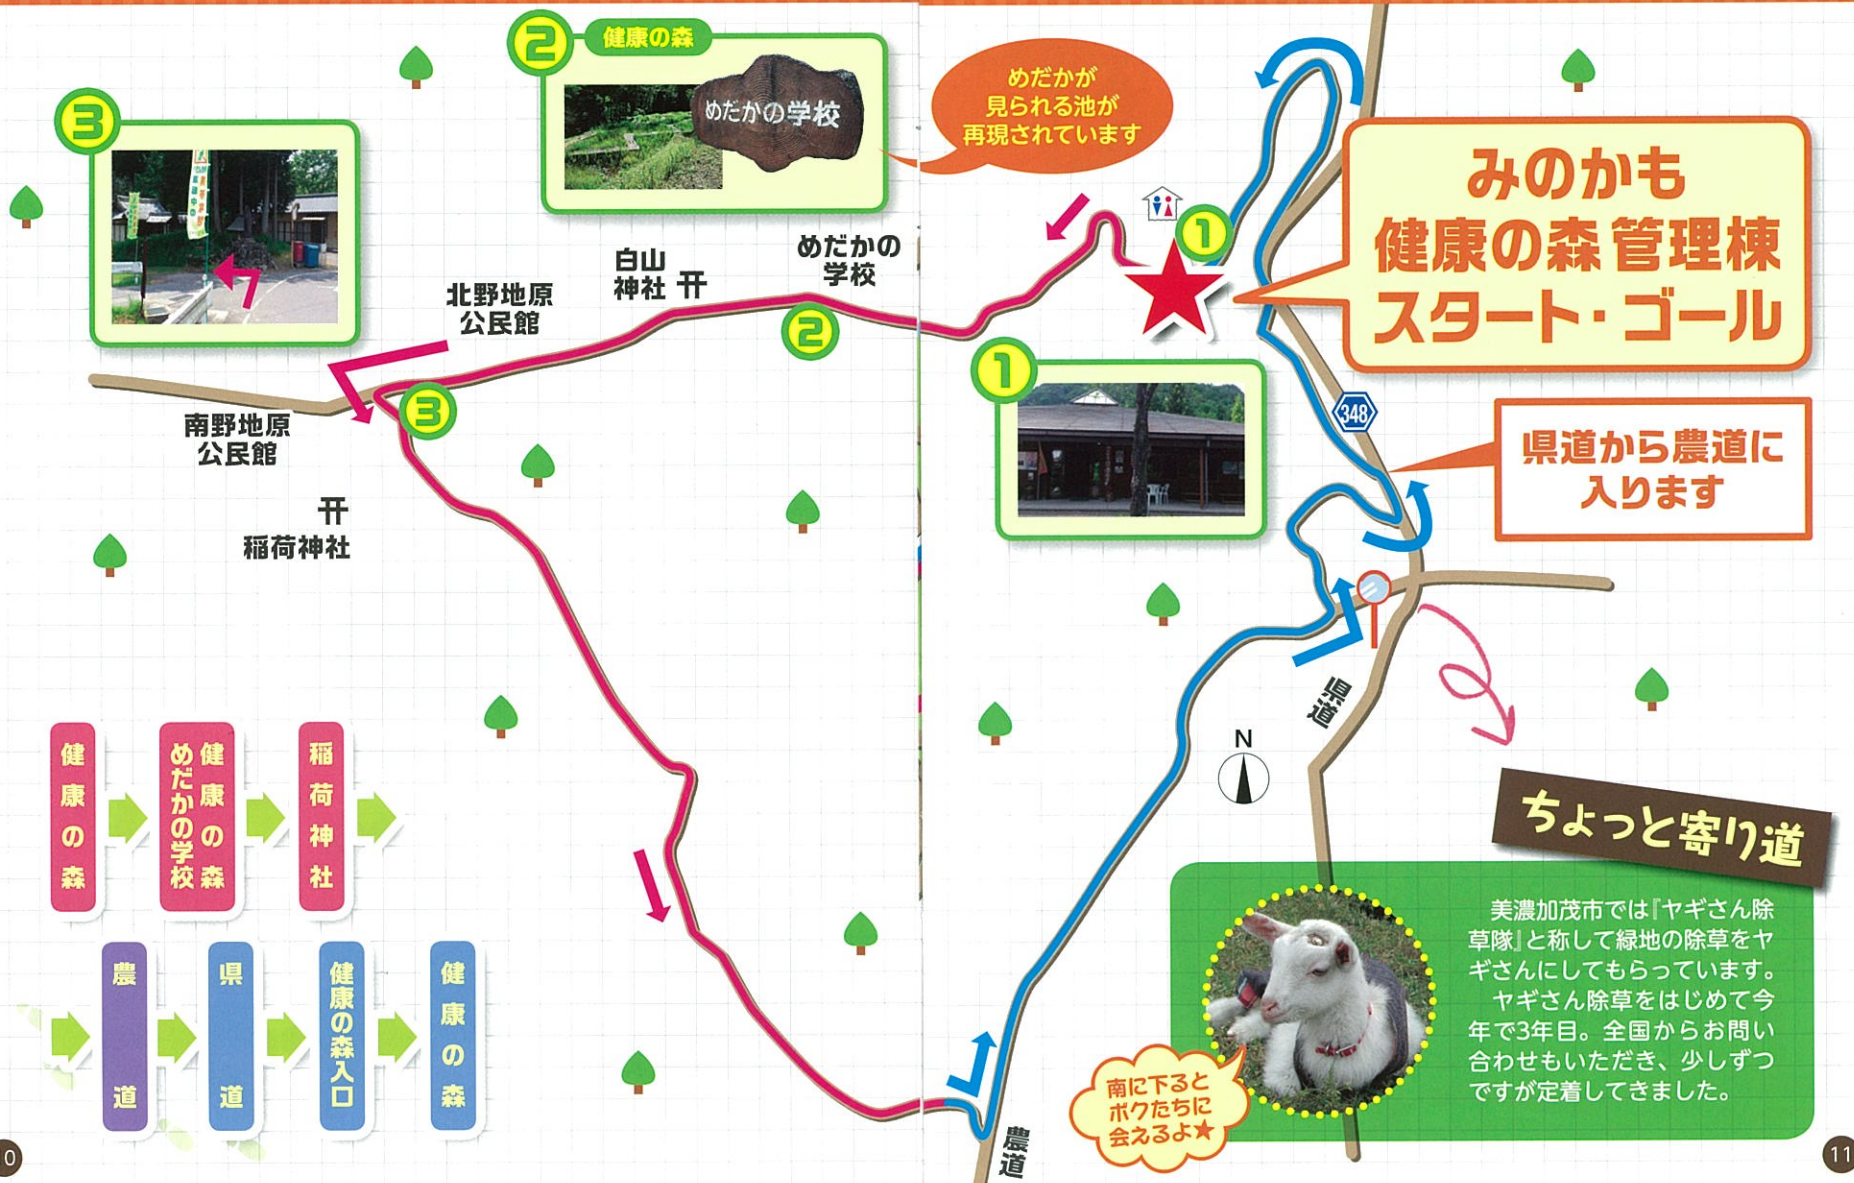 3
2
健康の森
めだかの学校
めだかが
見られる池が
再現されています
1
みのかも
健康の森 管理棟
スタート・ゴール
めだかの
学校
白山
神社
北野地原
公民館
2
1
3
南野地原
公民館
稲荷神社
348
県道から農道に
入ります
県道
N
健康の森
健康の森
めだかの学校
稲荷神社
農道
県道
健康の森入口
健康の森
ちょっと寄り道
美濃加茂市では『ヤギさん除
草隊』と称して緑地の除草をヤ
ギさんにしてもらっています。
ヤギさん除草をはじめて今
年で3年目。全国からお問い
合わせもいただき、少しずつ
ですが定着してきました。
南に下ると
ボクたちに
会えるよ★
農道
0
11